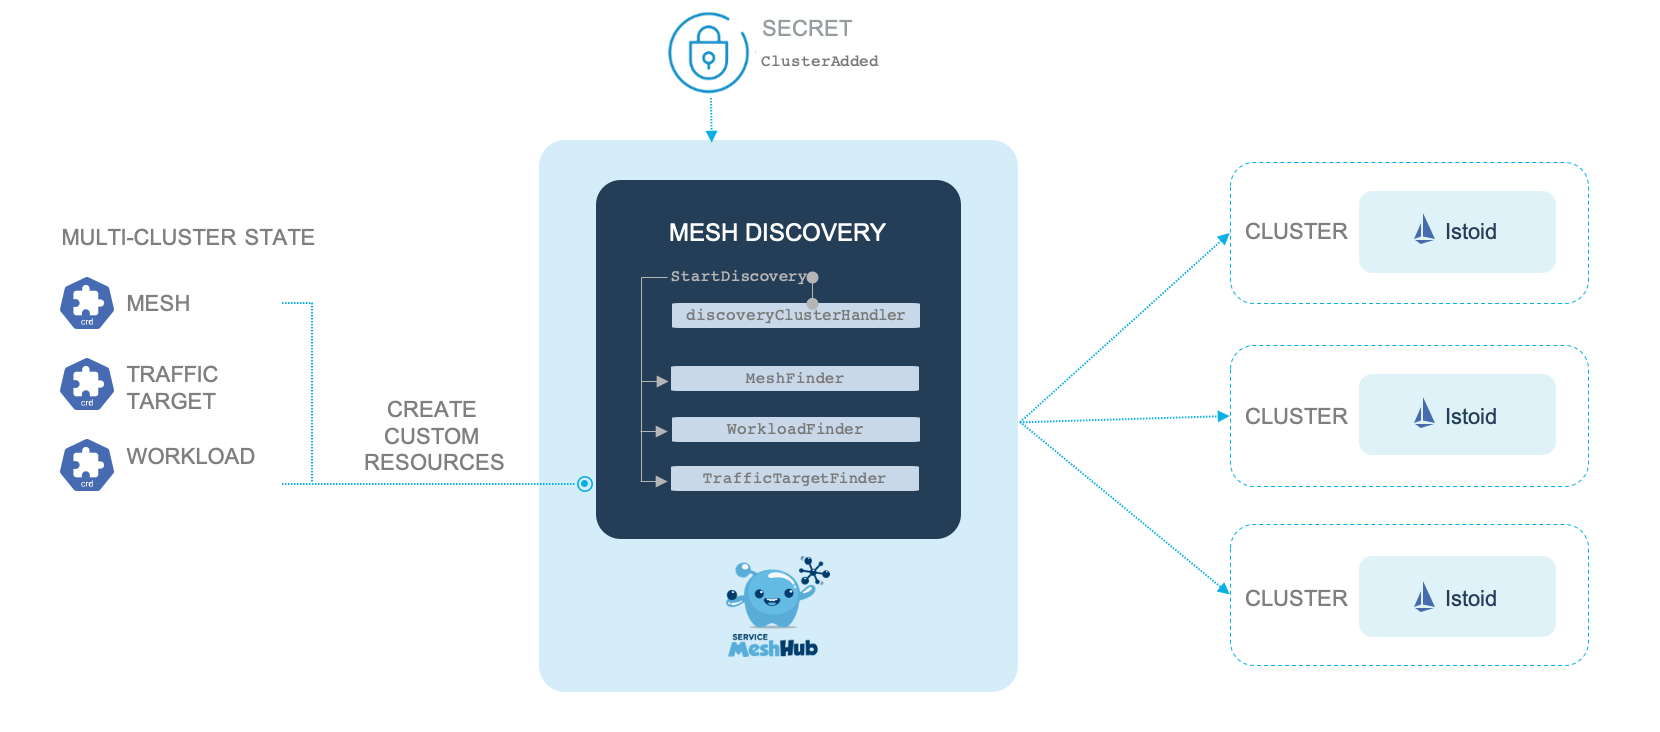 SECRET
ClusterAdded
MULTI-CLUSTER STATE
crd
MESH
crd
TRAFFIC
TARGET
crd
WORKLOAD
CREATE
CUSTOM
RESOURCES
MESH DISCOVERY
StartDiscovery
discoveryClusterHandler
MeshFinder
WorkloadFinder
TrafficTargetFinder
SERVICE
MeshHub
CLUSTER Istoid
CLUSTER Istoid
CLUSTER Istoid